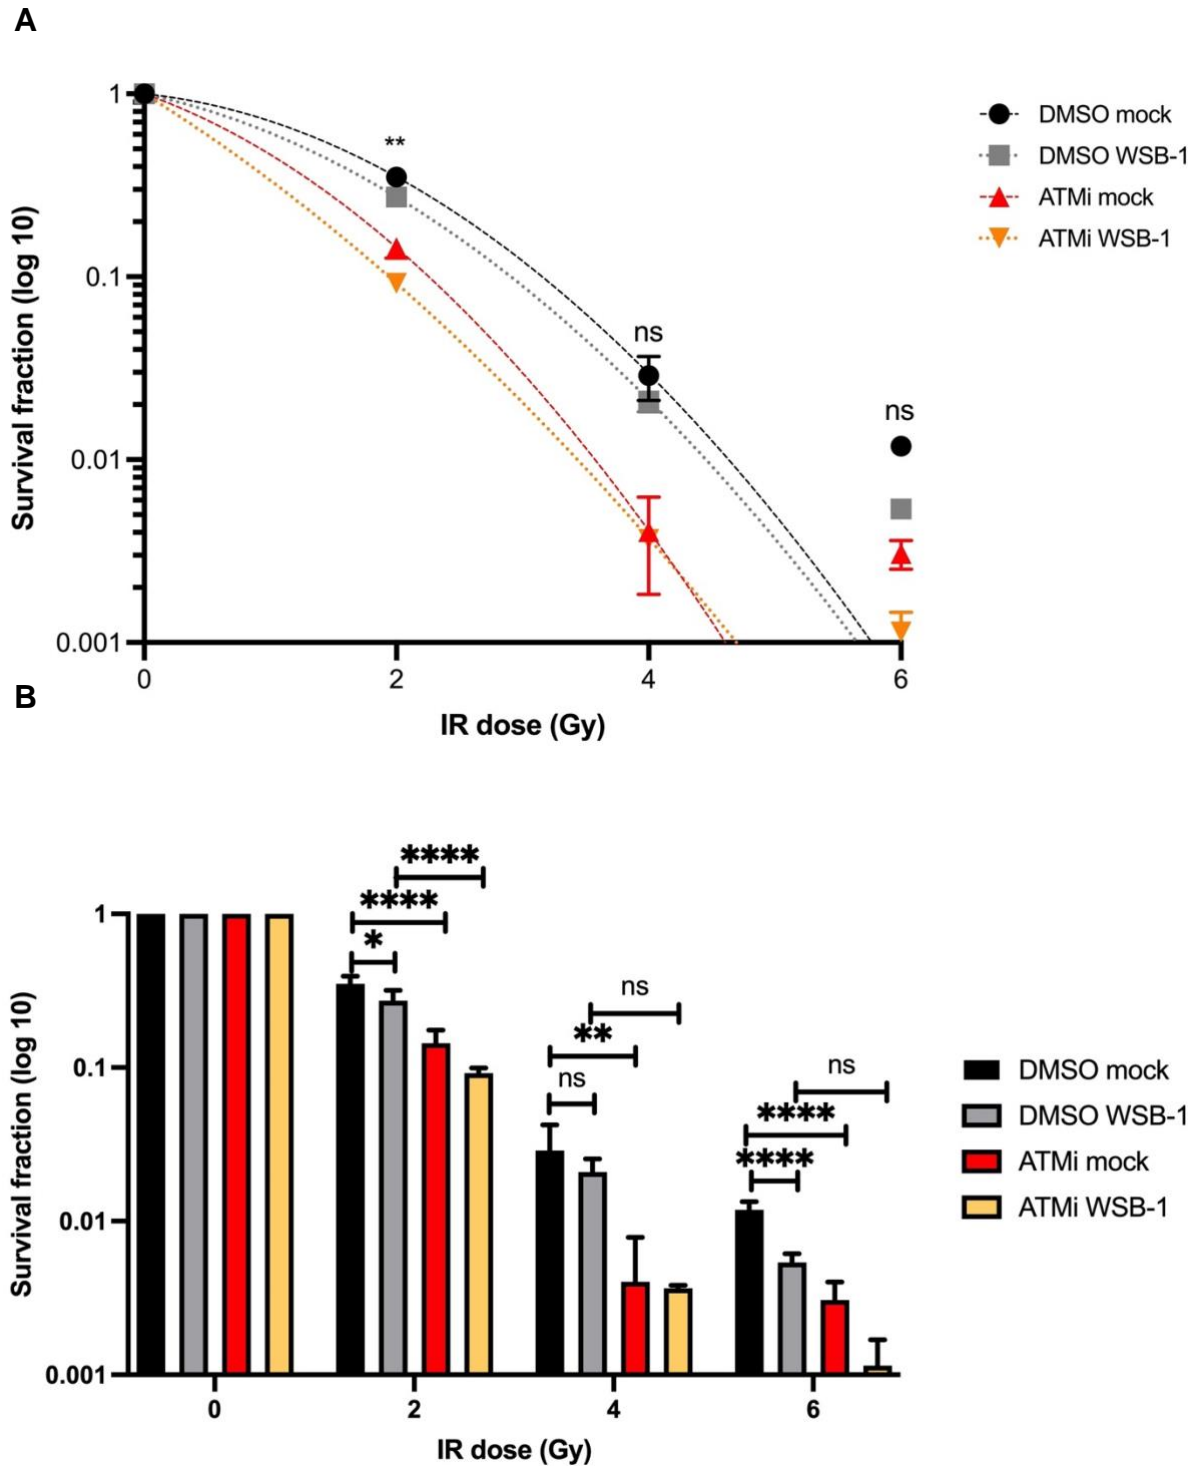 A
1
0.1
0.01
0.001
Survival fraction (log 10)
**
ns
ns
0 2 4 6
IR dose (Gy)
DMSO mock
DMSO WSB-1
ATMi mock
ATMi WSB-1
B
1
0.1
0.01
0.001
Survival fraction (log 10)
****
****
*
ns
**
ns
ns
****
****
0 2 4 6
IR dose (Gy)
DMSO mock
DMSO WSB-1
ATMi mock
ATMi WSB-1